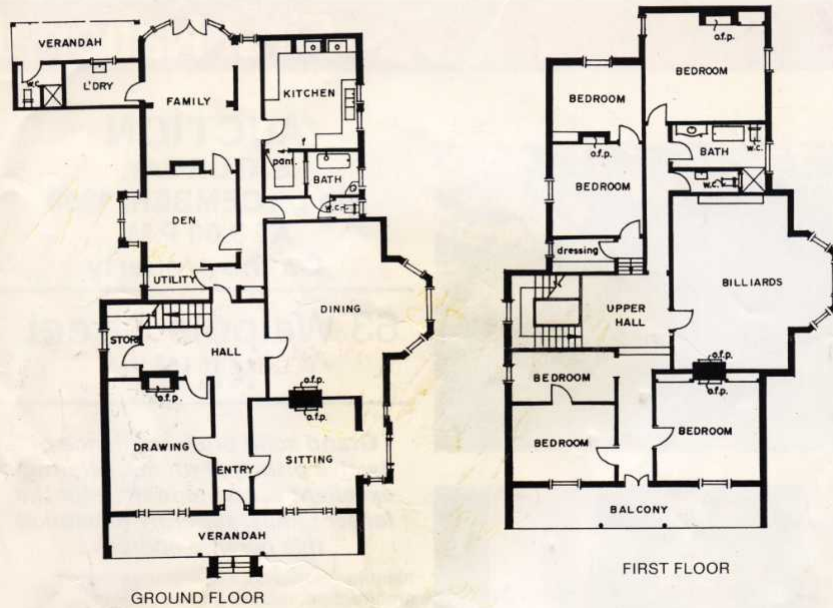 VERANDAH
w.c.
L'DRY
FAMILY
KITCHEN
f
pant.
BATH
w.c.
DEN
UTILITY
DINING
STORE
HALL
o.f.p.
o.f.p.
DRAWING
ENTRY
SITTING
VERANDAH
GROUND FLOOR
o.f.p.
BEDROOM
BEDROOM
o.f.p.
BATH
w.c.
BEDROOM
w.c.
dressing
BILLIARDS
UPPER
HALL
BEDROOM
o.f.p.
o.f.p.
BEDROOM
BEDROOM
BALCONY
FIRST FLOOR